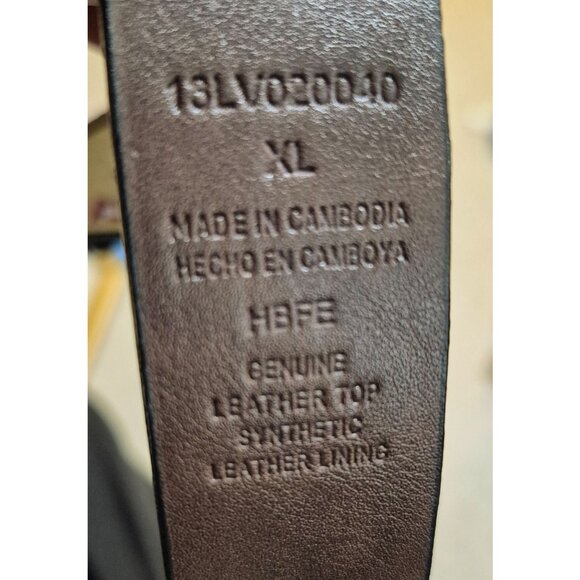 13LV020040
XL
MADE IN CAMBODIA
HECHO EN CAMBOYA
HBFE
GENUINE
LEATHER TOP
SYNTHETIC
LEATHER LINING